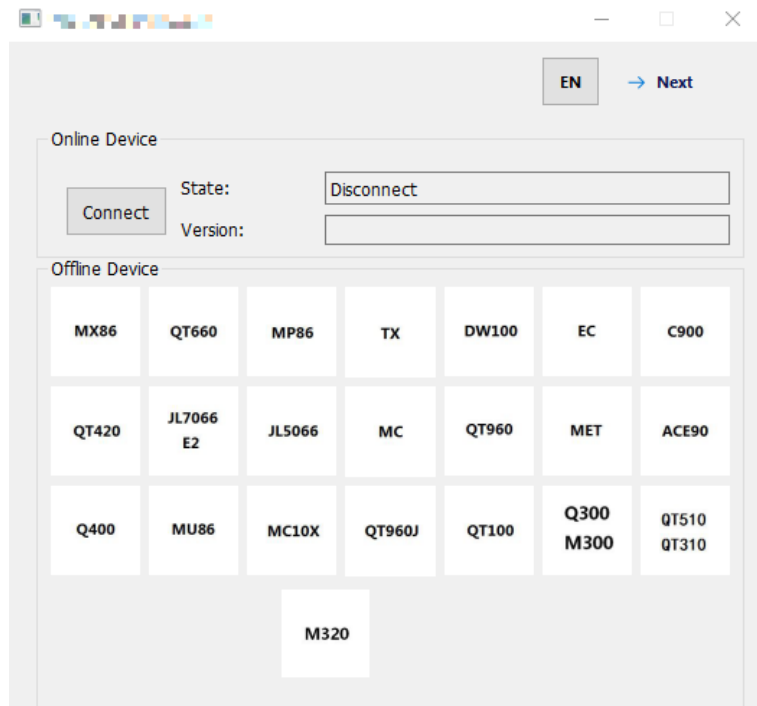 EN
Next
Online Device
Connect
State:
Disconnect
Version:
Offline Device
MX86
QT660
MP86
TX
DW100
EC
C900
QT420
JL7066
E2
JL5066
MC
QT960
MET
ACE90
Q400
MU86
MC10X
QT960J
QT100
Q300
M300
QT510
QT310
M320